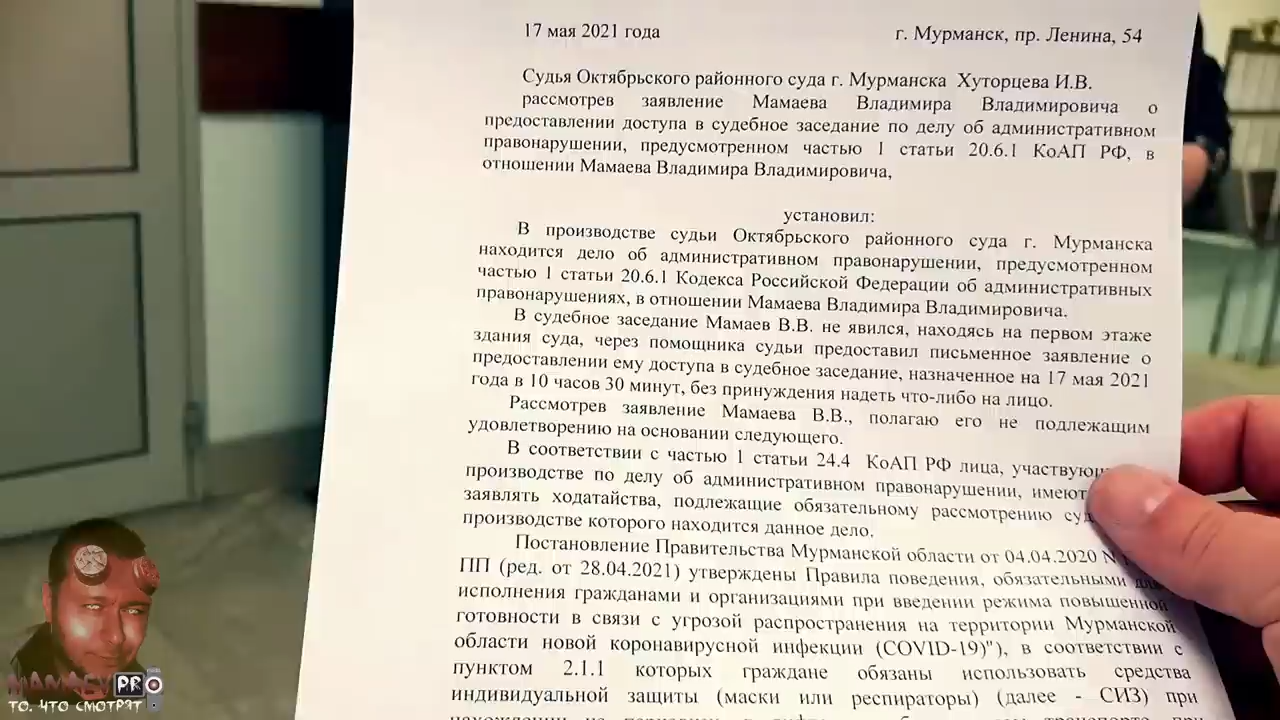 17 мая 2021 года г. Мурманск, пр. Ленина, 54
Судья Октябрьского районного суда г. Мурманска Хуторцева И.В.
рассмотрев заявление Мамаева Владимира Владимировича о
предоставлении доступа в судебное заседание по делу об административном
правонарушении, предусмотренном частью 1 статьи 20.6.1 КоАП РФ, в
отношении Мамаева Владимира Владимировича,
установил:
В производстве судьи Октябрьского районного суда г. Мурманска
находится дело об административном правонарушении, предусмотренном
частью 1 статьи 20.6.1 Кодекса Российской Федерации об административных
правонарушениях, в отношении Мамаева Владимира Владимировича.
В судебное заседание Мамаев В.В. не явился, находясь на первом этаже
здания суда, через помощника судьи предоставил письменное заявление о
предоставлении ему доступа в судебное заседание, назначенное на 17 мая 2021
года в 10 часов 30 минут, без принуждения надеть что-либо на лицо.
Рассмотрев заявление Мамаева В.В., полагаю его не подлежащим
удовлетворению на основании следующего.
В соответствии с частью 1 статьи 24.4 КоАП РФ лица,
производстве по делу об административном правонарушении, имеют
заявлять ходатайства, подлежащие обязательному рассмотрению
производстве которого находится данное дело.
Постановление Правительства Мурманской области от 04.04.2020
ПП (ред. от 28.04.2021) утверждены Правила поведения, обязательными
исполнения гражданами и организациями при введении режима повышенной
готовности в связи с угрозой распространения на территории Мурманской
области новой коронавирусной инфекции (COVID-19)"), в соответствии с
пунктом 2.1.1 которых граждане обязаны использовать средства
индивидуальной защиты (маски или респираторы) (далее - СИЗ) при
MAMAEV PRO
ТО, ЧТО СМОТРЯТ